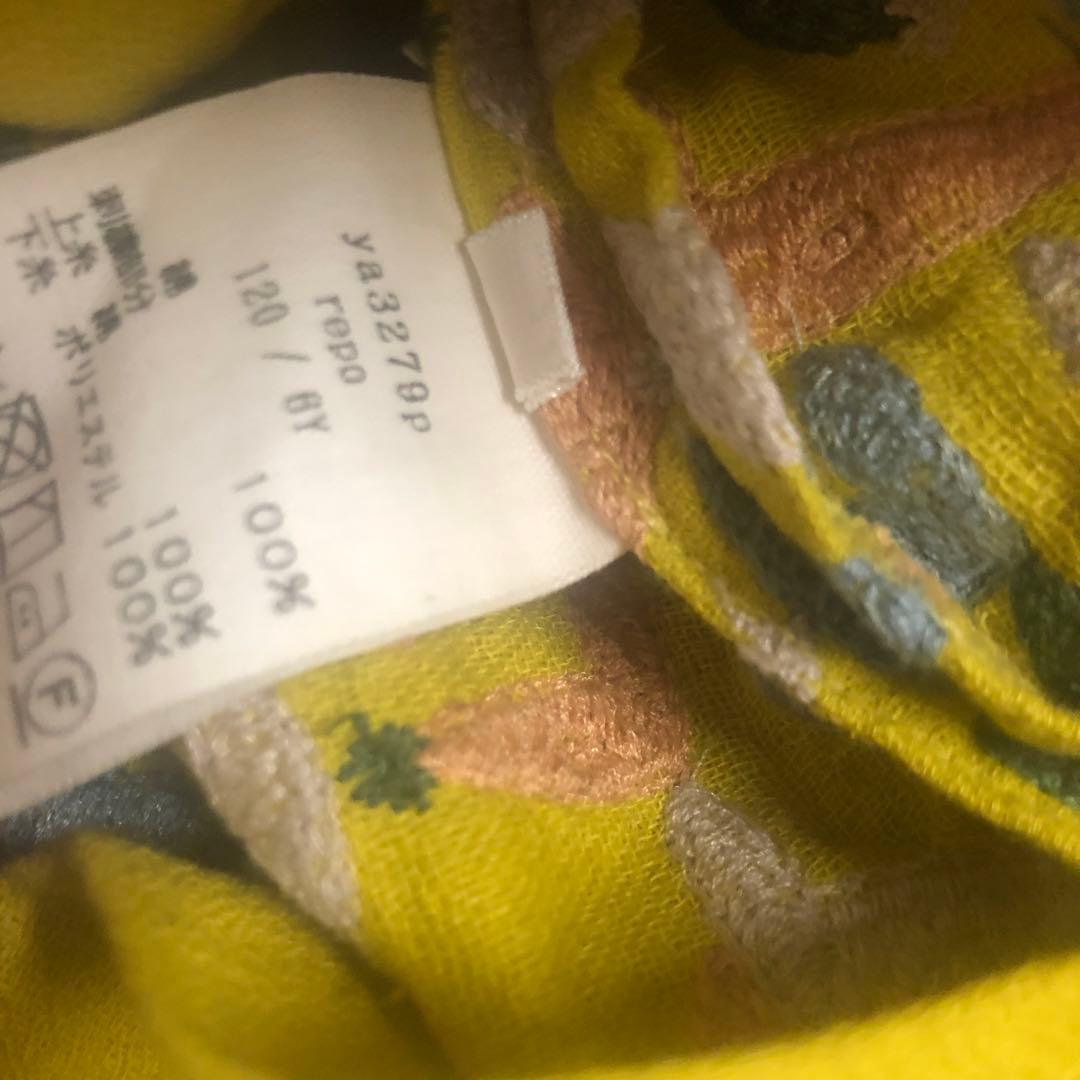 ya3279p
repo
120 / 6Y
綿 100%
刺繍部分
上糸 綿 100%
下糸 ポリエステル 100%
F